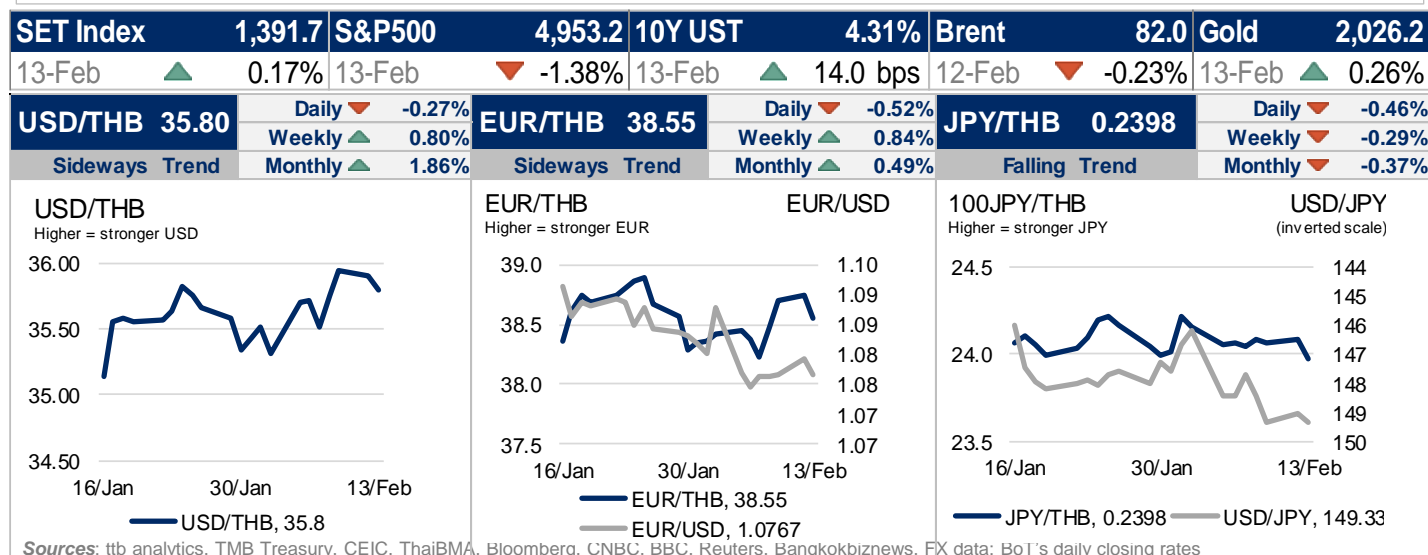 SET Index 1,391.7 S&P500 4,953.2 10Y UST 4.31% Brent 82.0 Gold 2,026.2
13-Feb 0.17% 13-Feb -1.38% 13-Feb 14.0 bps 12-Feb -0.23% 13-Feb 0.26%
USD/THB 35.80
Daily -0.27%
Weekly 0.80%
Sideways Trend Monthly 1.86%
EUR/THB 38.55
Daily -0.52%
Weekly 0.84%
Sideways Trend Monthly 0.49%
JPY/THB 0.2398
Daily -0.46%
Weekly -0.29%
Falling Trend Monthly -0.37%
USD/THB
Higher = stronger USD
36.00
35.50
35.00
34.50
16/Jan 30/Jan 13/Feb
USD/THB, 35.8
EUR/THB EUR/USD
Higher = stronger EUR
39.0 1.10
1.09
38.5 1.09
1.08
38.0 1.08
1.07
37.5 1.07
16/Jan 30/Jan 13/Feb
EUR/THB, 38.55
EUR/USD, 1.0767
100JPY/THB USD/JPY
Higher = stronger JPY (inverted scale)
24.5 144
145
146
24.0 147
148
149
23.5 150
16/Jan 30/Jan 13/Feb
JPY/THB, 0.2398 USD/JPY, 149.33
Sources: ttb analytics, TMB Treasury, CEIC, ThaiBMA, Bloomberg, CNBC, BBC, Reuters, Bangkokbiznews, FX data: BoT's daily closing rates